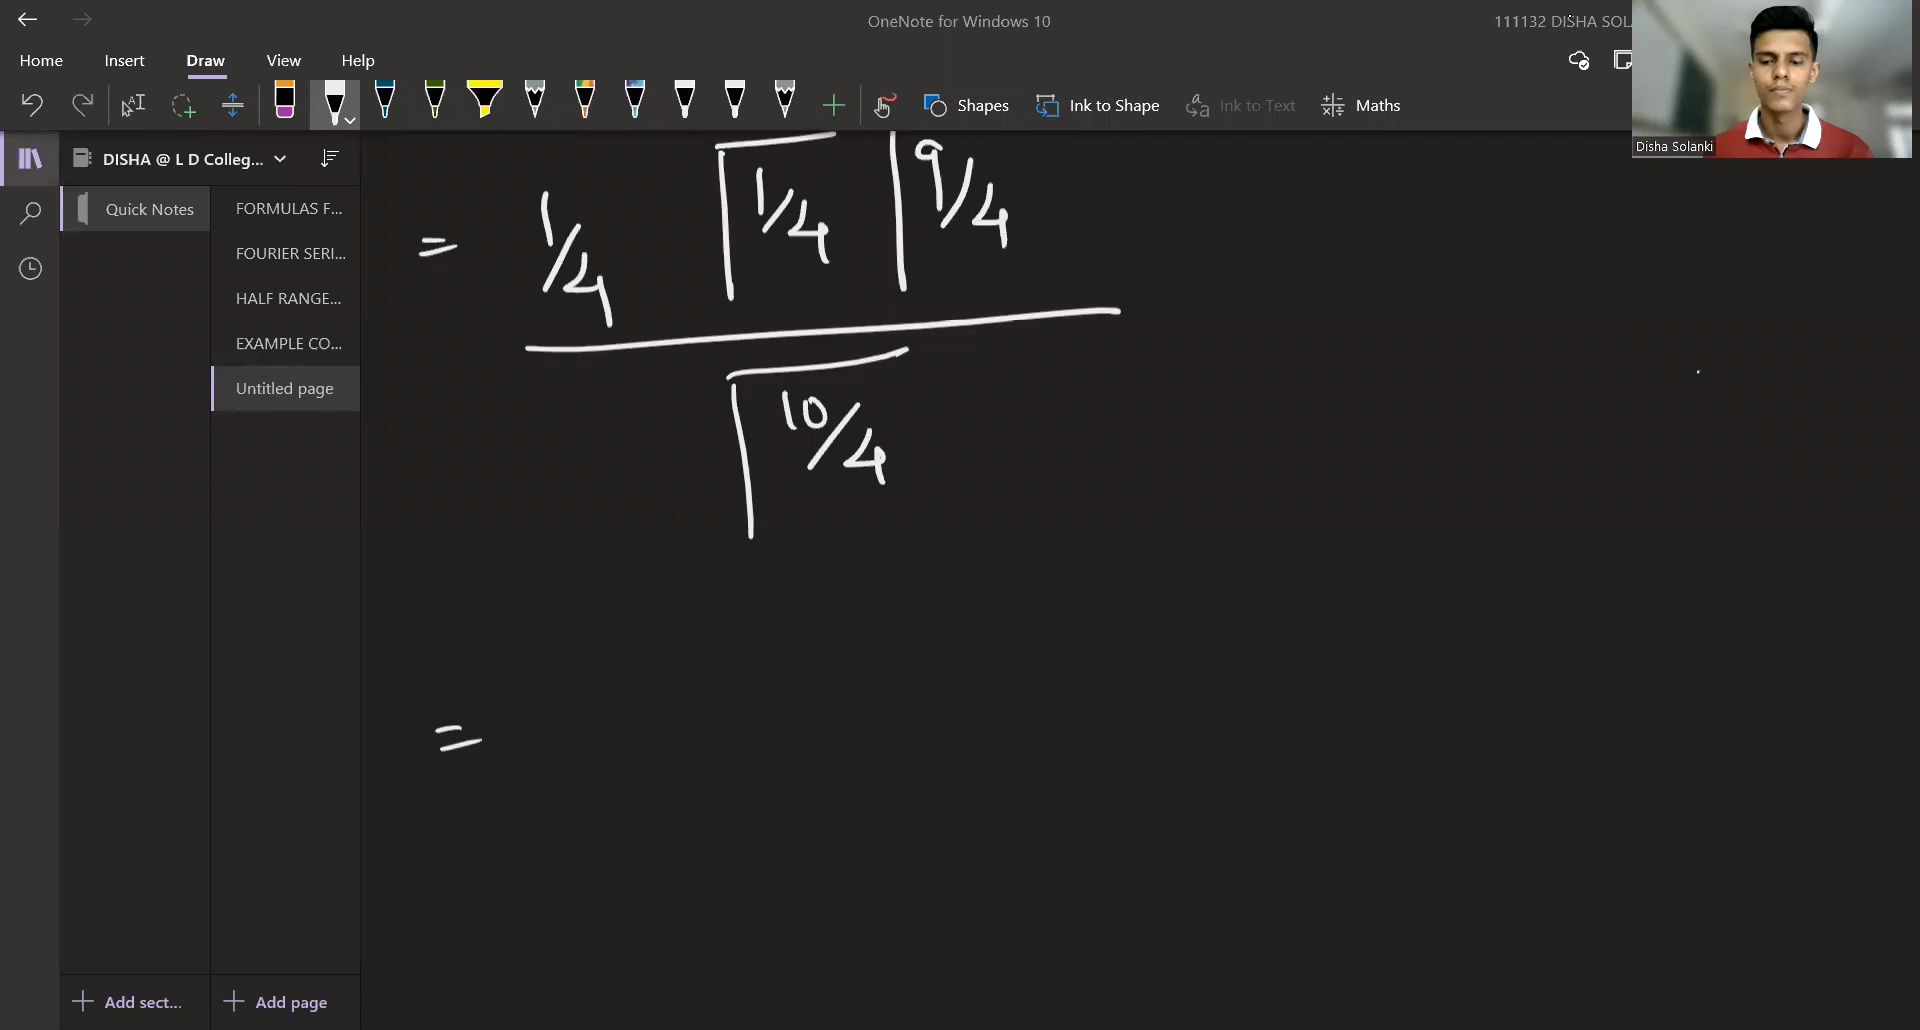 OneNote for Windows 10
111132 DISHA SOLA
Home Insert Draw View Help
Shapes Ink to Shape Ink to Text Maths
Disha Solanki
DISHA @ L D Colleg...
Quick Notes
FORMULAS F...
FOURIER SERI...
HALF RANGE...
EXAMPLE CO...
Untitled page
= 1/4 Γ1/4 Γ9/4
Γ10/4
=
+ Add sect...
+ Add page